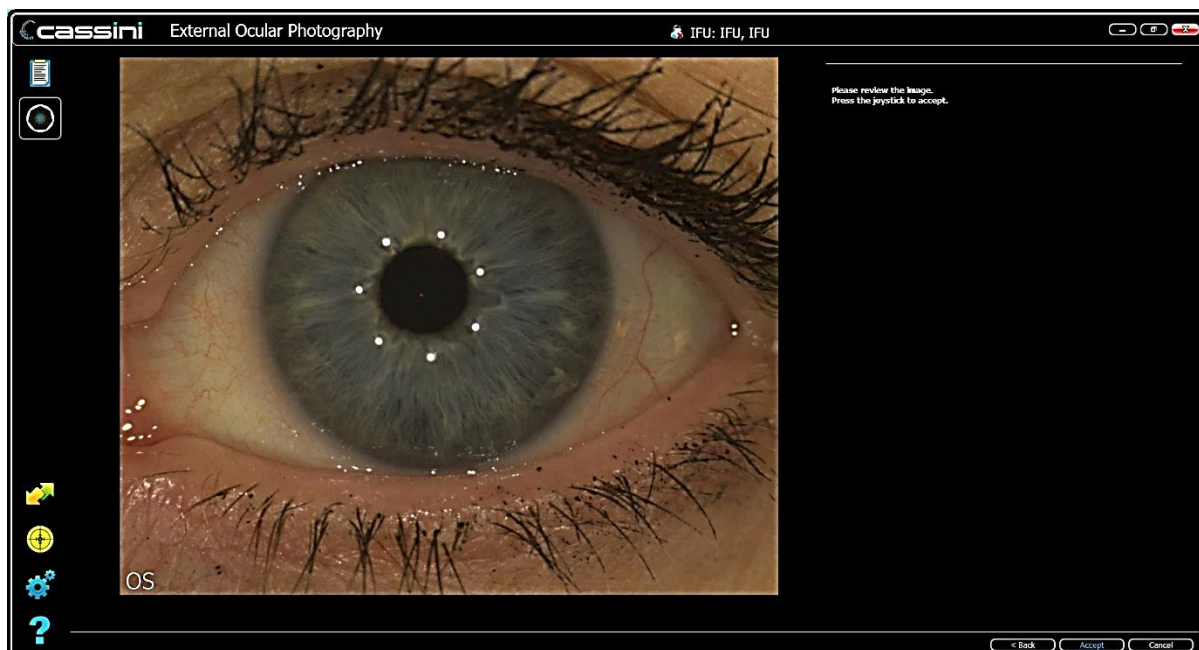 cassini
External Ocular Photography
IFU: IFU, IFU
Please review the image.
Press the joystick to accept.
OS
?
< Back
Accept
Cancel